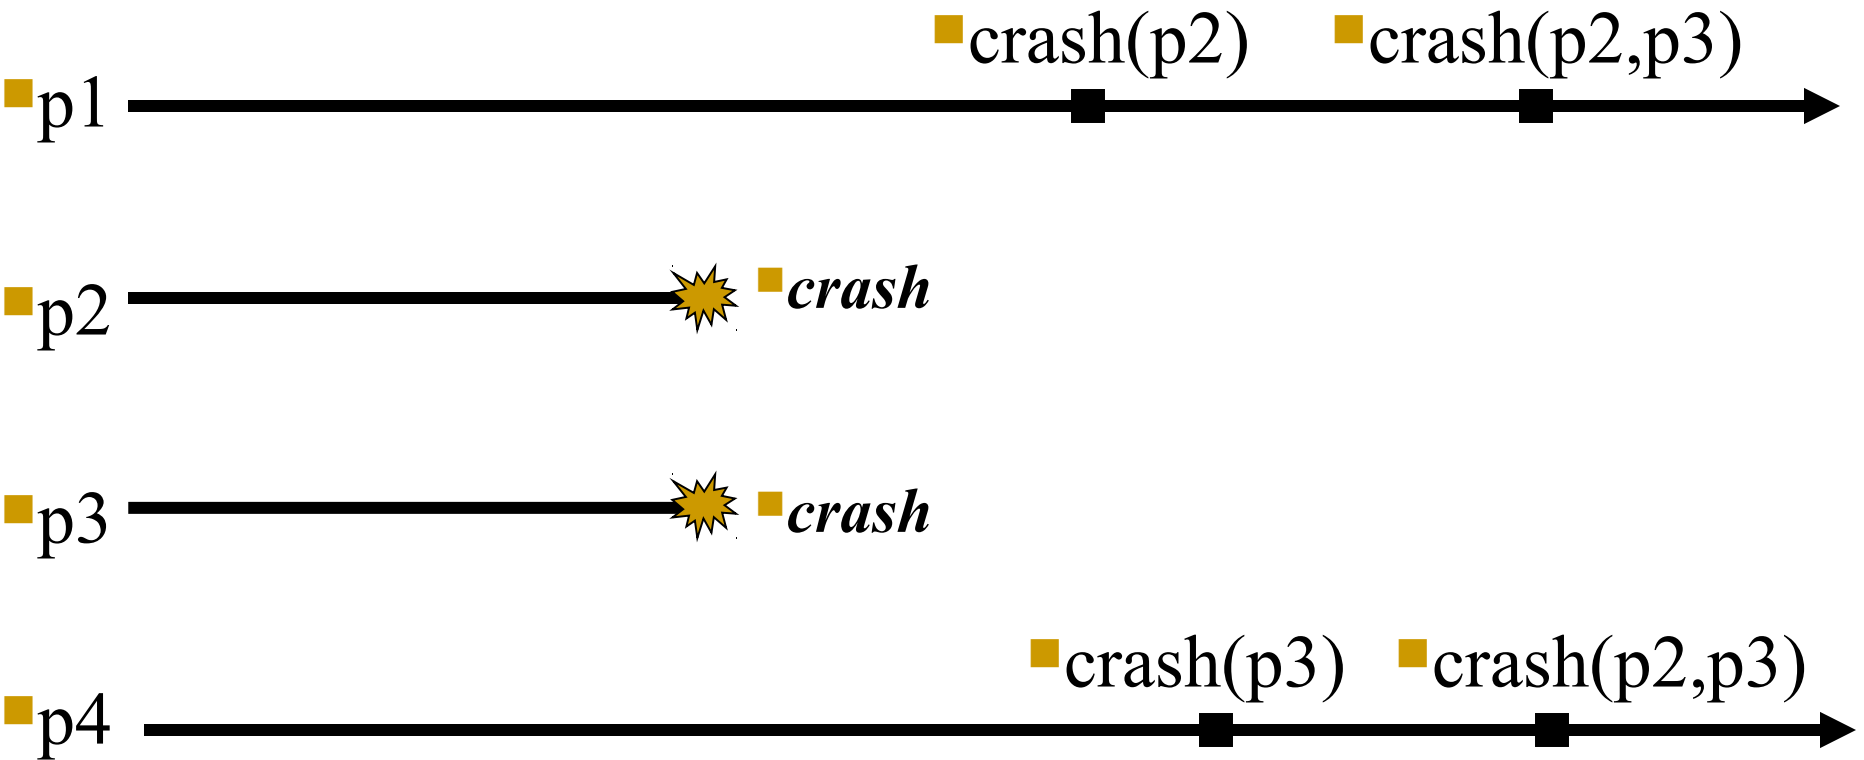 crash(p2) crash(p2,p3)
p1
p2 crash
p3 crash
crash(p3) crash(p2,p3)
p4